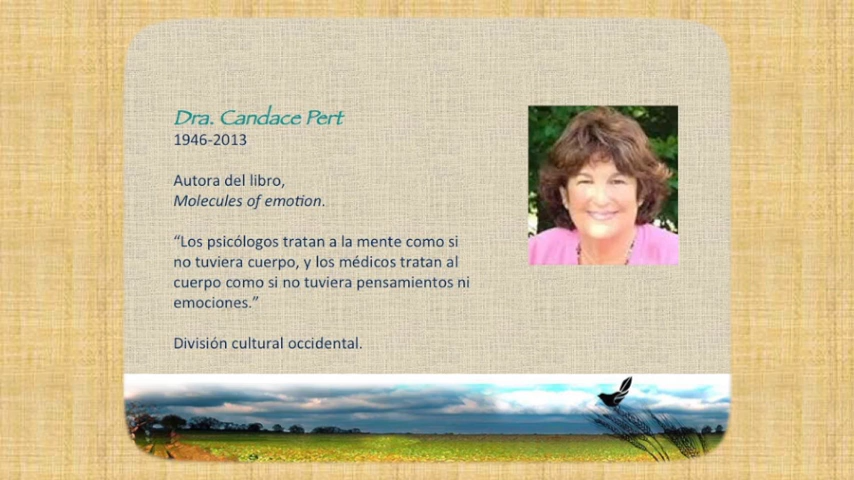 Dra. Candace Pert
1946-2013
Autora del libro,
Molecules of emotion.
“Los psicólogos tratan a la mente como si
no tuviera cuerpo, y los médicos tratan al
cuerpo como si no tuviera pensamientos ni
emociones.”
División cultural occidental.